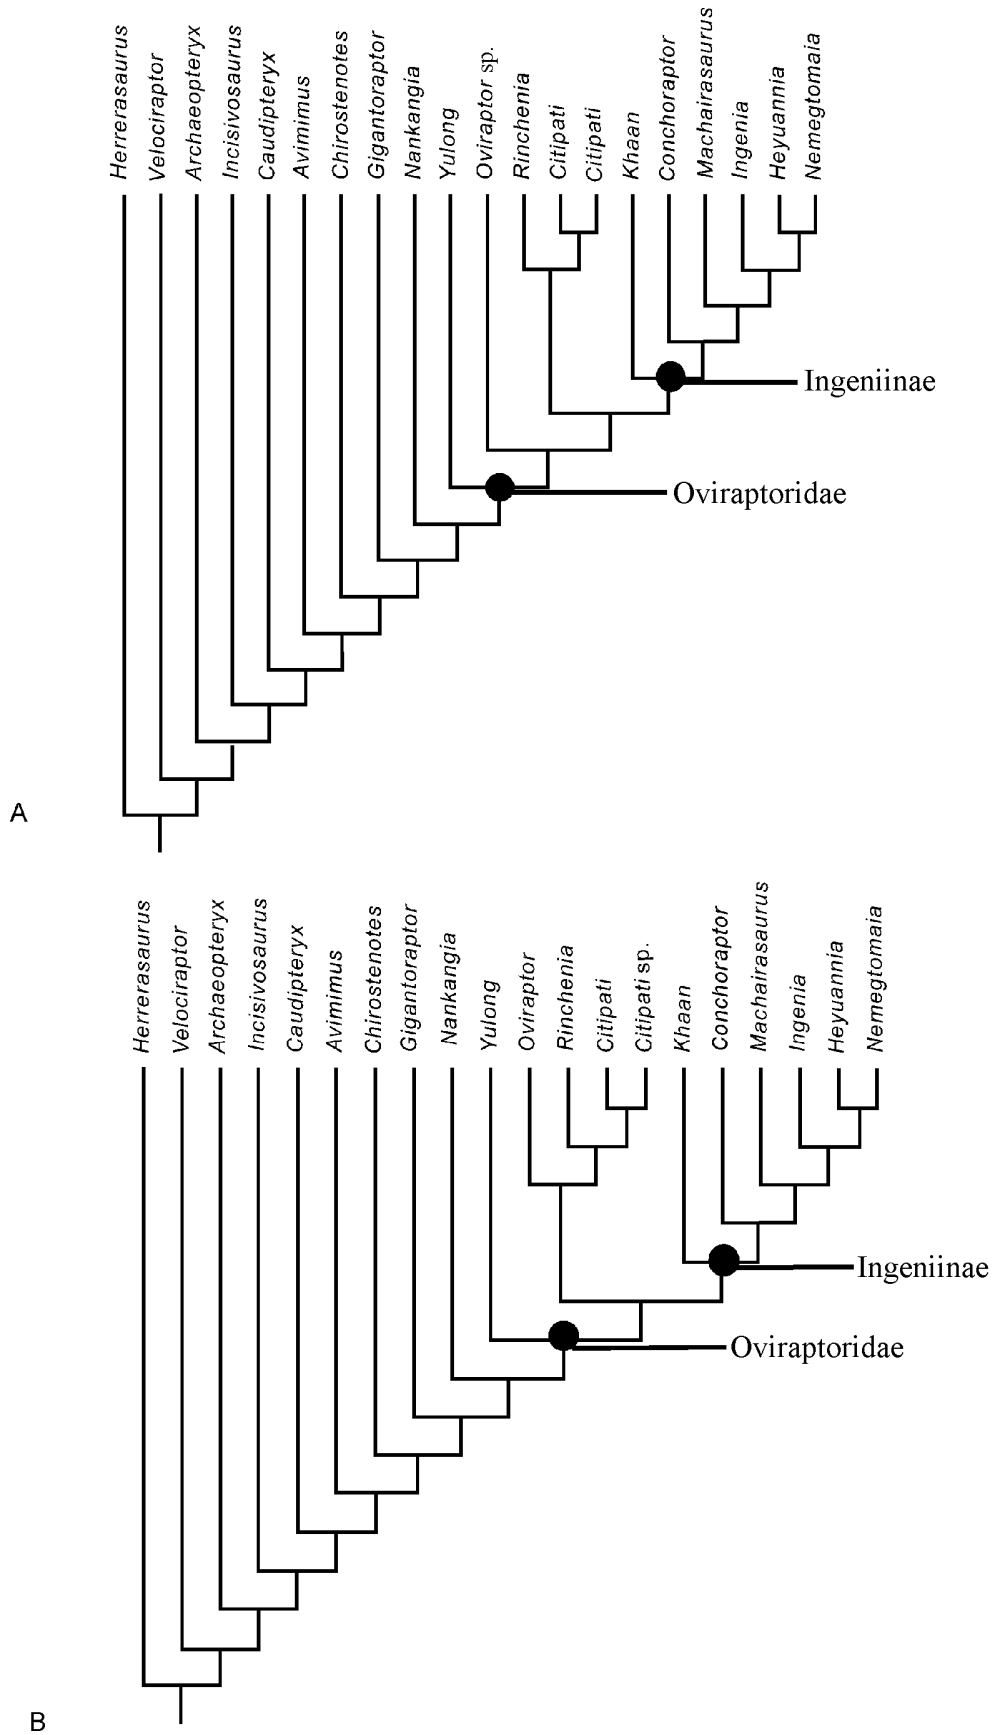 Herrerasaurus
Velociraptor
Archaeopteryx
Incisivosaurus
Caudipteryx
Avimimus
Chirostenotes
Gigantoraptor
Nankangia
Yulong
Oviraptor sp.
Rinchenia
Citipati
Citipati
Khaan
Conchoraptor
Machairasaurus
Ingenia
Heyuannia
Nemegtomaia
Ingeniinae
Oviraptoridae
A
Herrerasaurus
Velociraptor
Archaeopteryx
Incisivosaurus
Caudipteryx
Avimimus
Chirostenotes
Gigantoraptor
Nankangia
Yulong
Oviraptor
Rinchenia
Citipati
Citipati sp.
Khaan
Conchoraptor
Machairasaurus
Ingenia
Heyuannia
Nemegtomaia
Ingeniinae
Oviraptoridae
B